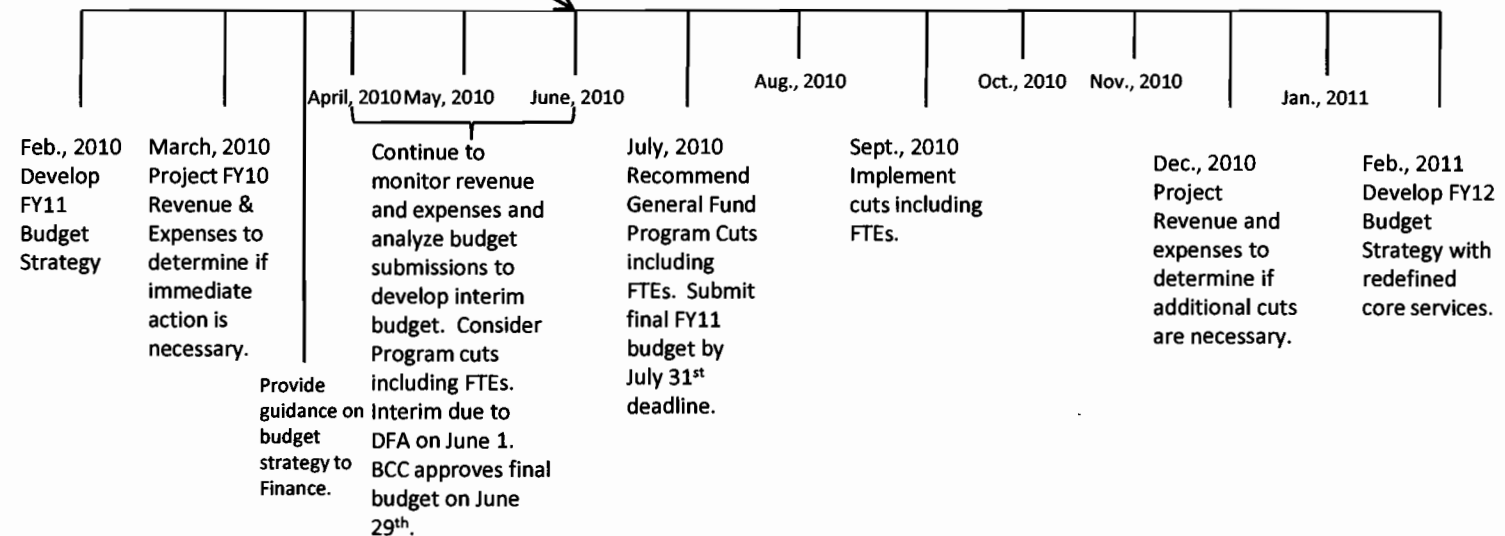 Feb., 2010
Develop
FY11
Budget
Strategy
March, 2010
Project FY10
Revenue &
Expenses to
determine if
immediate
action is
necessary.
Provide
guidance on
budget
strategy to
Finance.
April, 2010
May, 2010
June, 2010
Continue to
monitor revenue
and expenses and
analyze budget
submissions to
develop interim
budget. Consider
Program cuts
including FTEs.
Interim due to
DFA on June 1.
BCC approves final
budget on June
29th.
July, 2010
Recommend
General Fund
Program Cuts
including
FTEs. Submit
final FY11
budget by
July 31st
deadline.
Aug., 2010
Sept., 2010
Implement
cuts including
FTEs.
Oct., 2010
Nov., 2010
Dec., 2010
Project
Revenue and
expenses to
determine if
additional cuts
are necessary.
Jan., 2011
Feb., 2011
Develop FY12
Budget
Strategy with
redefined
core services.